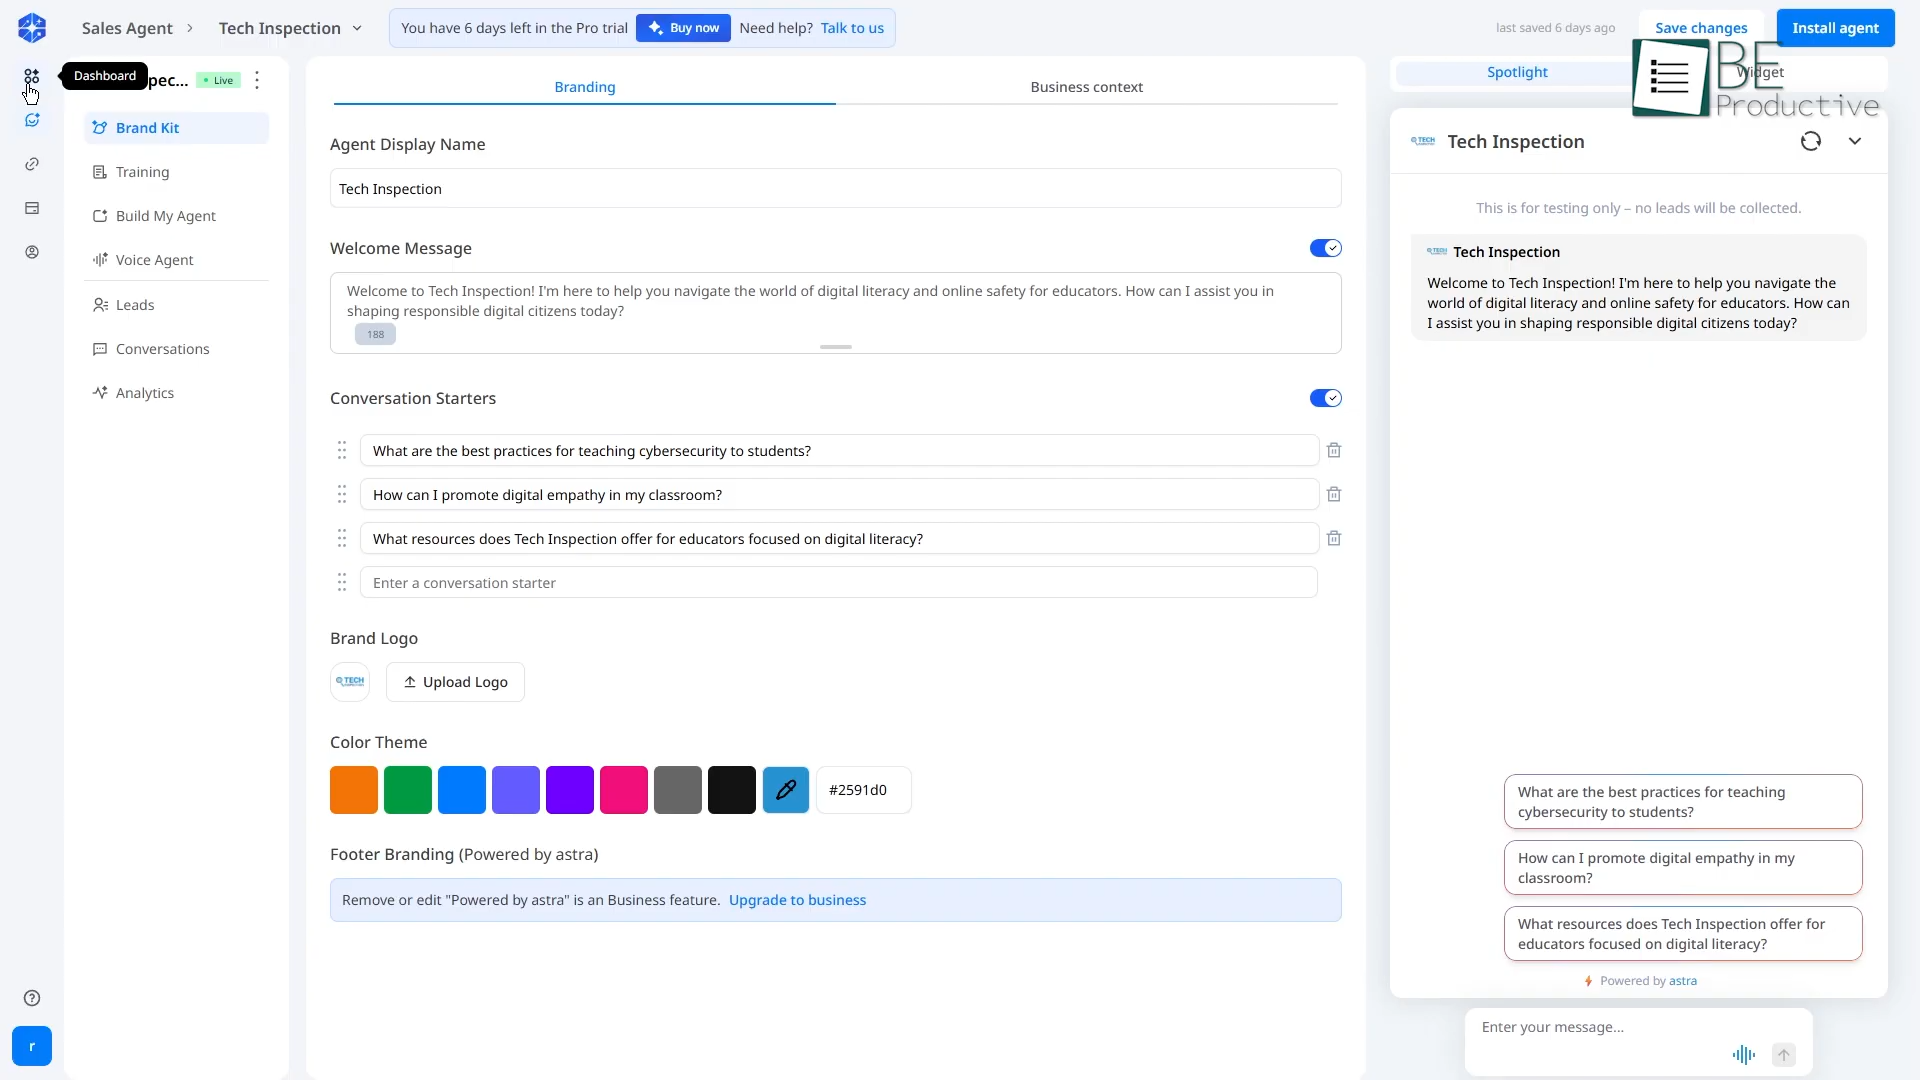 Sales Agent
Tech Inspection
You have 6 days left in the Pro trial
Buy now
Need help? Talk to us
last saved 6 days ago
Save changes
Install agent
Dashboard
pec...
Live
Brand Kit
Training
Build My Agent
Voice Agent
Leads
Conversations
Analytics
r
Branding
Business context
Agent Display Name
Tech Inspection
Welcome Message
Welcome to Tech Inspection! I'm here to help you navigate the world of digital literacy and online safety for educators. How can I assist you in
shaping responsible digital citizens today?
188
Conversation Starters
What are the best practices for teaching cybersecurity to students?
How can I promote digital empathy in my classroom?
What resources does Tech Inspection offer for educators focused on digital literacy?
Enter a conversation starter
Brand Logo
TECH
Upload Logo
Color Theme
#2591d0
Footer Branding (Powered by astra)
Remove or edit "Powered by astra" is an Business feature. Upgrade to business
Spotlight
Widget
BE
Productive
TECH
Tech Inspection
This is for testing only – no leads will be collected.
TECH
Tech Inspection
Welcome to Tech Inspection! I'm here to help you navigate the
world of digital literacy and online safety for educators. How can
I assist you in shaping responsible digital citizens today?
What are the best practices for teaching
cybersecurity to students?
How can I promote digital empathy in my
classroom?
What resources does Tech Inspection offer for
educators focused on digital literacy?
Powered by astra
Enter your message...